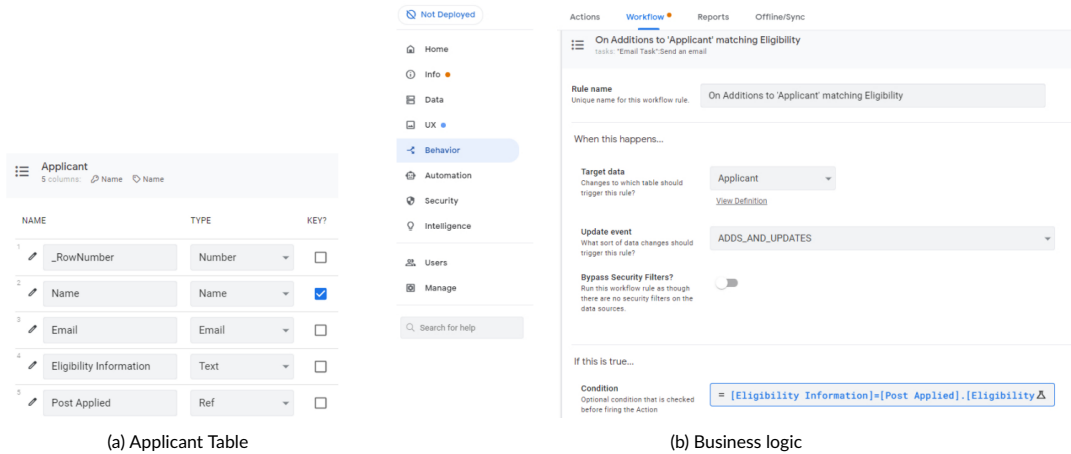 Applicant
5 columns: Name Name
NAME TYPE KEY?
1 _RowNumber Number
2 Name Name
3 Email Email
4 Eligibility Information Text
5 Post Applied Ref
(a) Applicant Table
Not Deployed
Home
Info
Data
UX
Behavior
Automation
Security
Intelligence
Users
Manage
Search for help
Actions Workflow Reports Offline/Sync
On Additions to 'Applicant' matching Eligibility
tasks: "Email Task":Send an email
Rule name
Unique name for this workflow rule.
On Additions to 'Applicant' matching Eligibility
When this happens...
Target data
Changes to which table should
trigger this rule?
Applicant
View Definition
Update event
What sort of data changes should
trigger this rule?
ADDS_AND_UPDATES
Bypass Security Filters?
Run this workflow rule as though
there are no security filters on the
data sources.
If this is true...
Condition
Optional condition that is checked
before firing the Action
= [Eligibility Information]=[Post Applied].[Eligibility
(b) Business logic